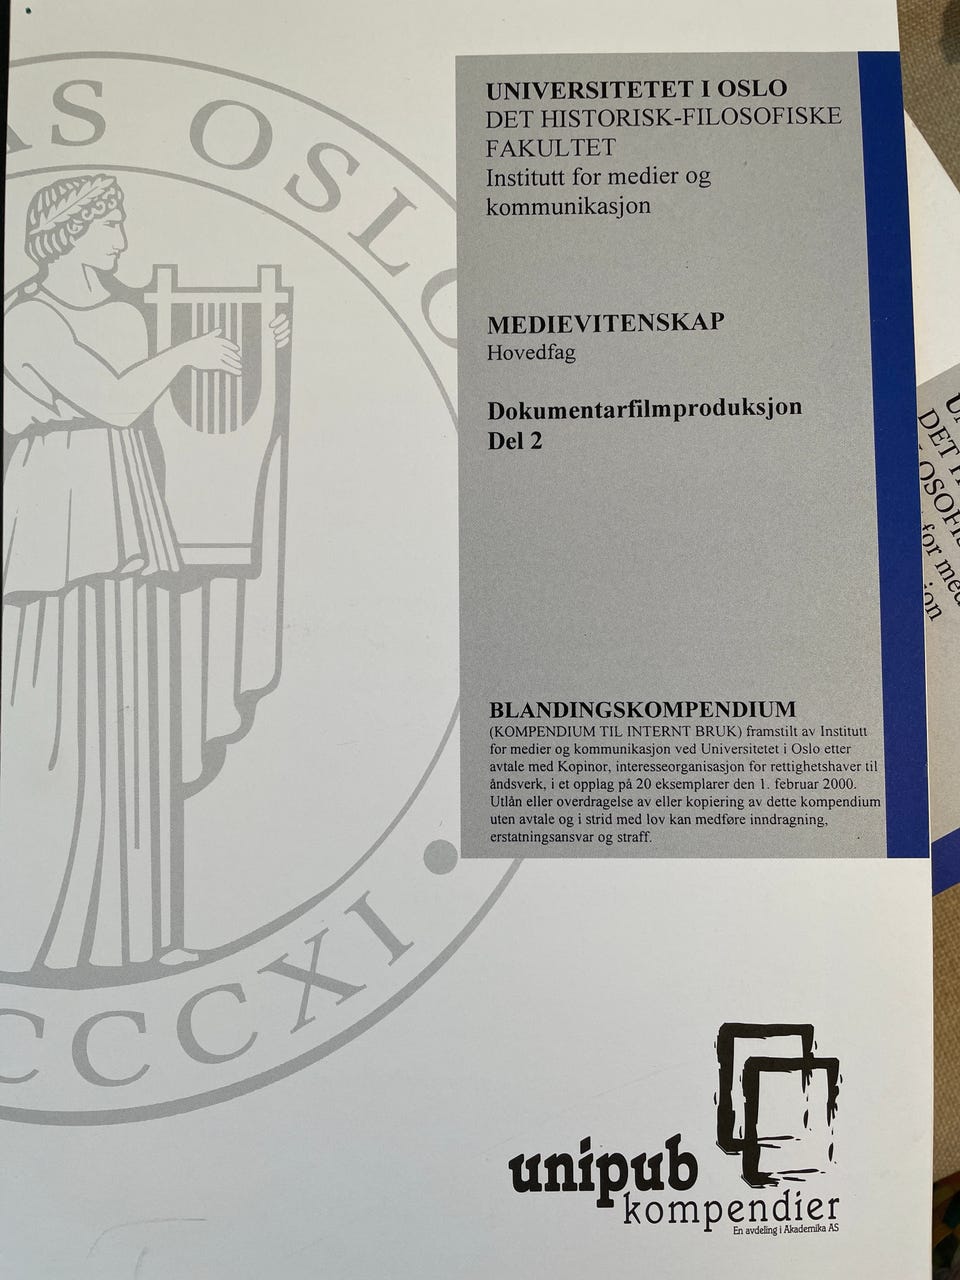 AS OSLO
UNIVERSITETET I OSLO
DET HISTORISK-FILOSOFISKE
FAKULTET
Institutt for medier og
kommunikasjon
MEDIEVITENSKAP
Hovedfag
Dokumentarfilmproduksjon
Del 2
BLANDINGSKOMPENDIUM
(KOMPENDIUM TIL INTERNT BRUK) framstilt av Institutt
for medier og kommunikasjon ved Universitetet i Oslo etter
avtale med Kopinor, interesseorganisasjon for rettighetshaver til
åndsverk, i et opplag på 20 eksemplarer den 1. februar 2000.
Utlån eller overdragelse av eller kopiering av dette kompendium
uten avtale og i strid med lov kan medføre inndragning,
erstatningsansvar og straff.
CCCXI
unipub
kompendier
En avdeling i Akademika AS